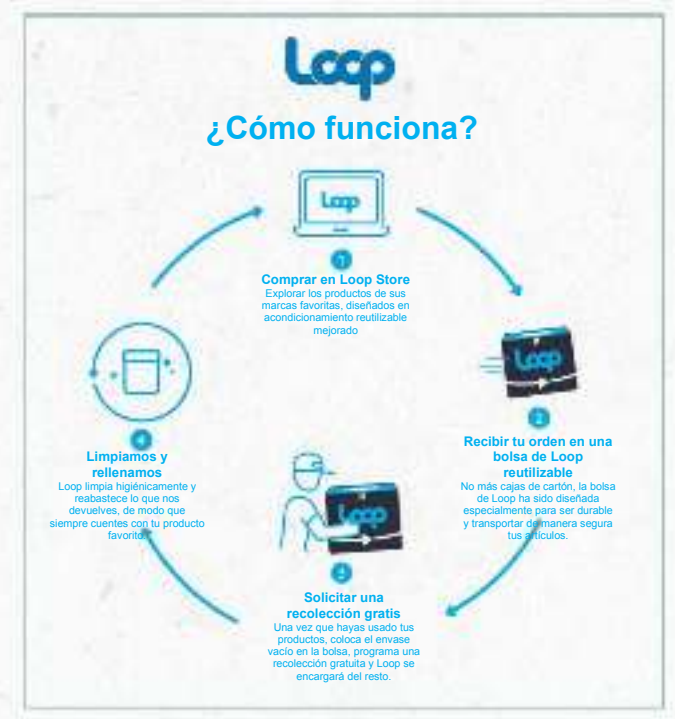 Loop
¿Cómo funciona?
Loop
1
Comprar en Loop Store
Explorar los productos de sus
marcas favoritas, diseñados en
acondicionamiento reutilizable
mejorado
Loop
2
Recibir tu orden en una
bolsa de Loop
reutilizable
No más cajas de cartón, la bolsa
de Loop ha sido diseñada
especialmente para ser durable
y transportar de manera segura
tus artículos.
Loop
3
Solicitar una
recolección gratis
Una vez que hayas usado tus
productos, coloca el envase
vacío en la bolsa, programa una
recolección gratuita y Loop se
encargará del resto.
4
Limpiamos y
rellenamos
Loop limpia higiénicamente y
reabastece lo que nos
devuelves, de modo que
siempre cuentes con tu producto
favorito.